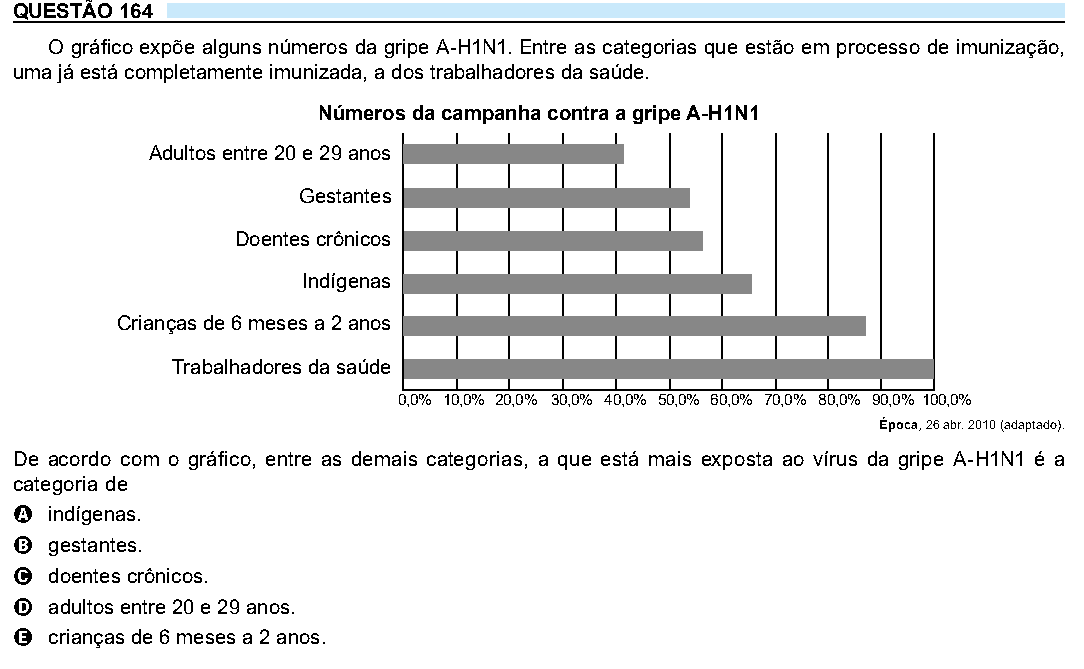 QUESTÃO 164
O gráfico expõe alguns números da gripe A-H1N1. Entre as categorias que estão em processo de imunização,
uma já está completamente imunizada, a dos trabalhadores da saúde.
Números da campanha contra a gripe A-H1N1
Adultos entre 20 e 29 anos
Gestantes
Doentes crônicos
Indígenas
Crianças de 6 meses a 2 anos
Trabalhadores da saúde
0,0% 10,0% 20,0% 30,0% 40,0% 50,0% 60,0% 70,0% 80,0% 90,0% 100,0%
Época, 26 abr. 2010 (adaptado).
De acordo com o gráfico, entre as demais categorias, a que está mais exposta ao vírus da gripe A-H1N1 é a
categoria de
A indígenas.
B gestantes.
C doentes crônicos.
D adultos entre 20 e 29 anos.
E crianças de 6 meses a 2 anos.